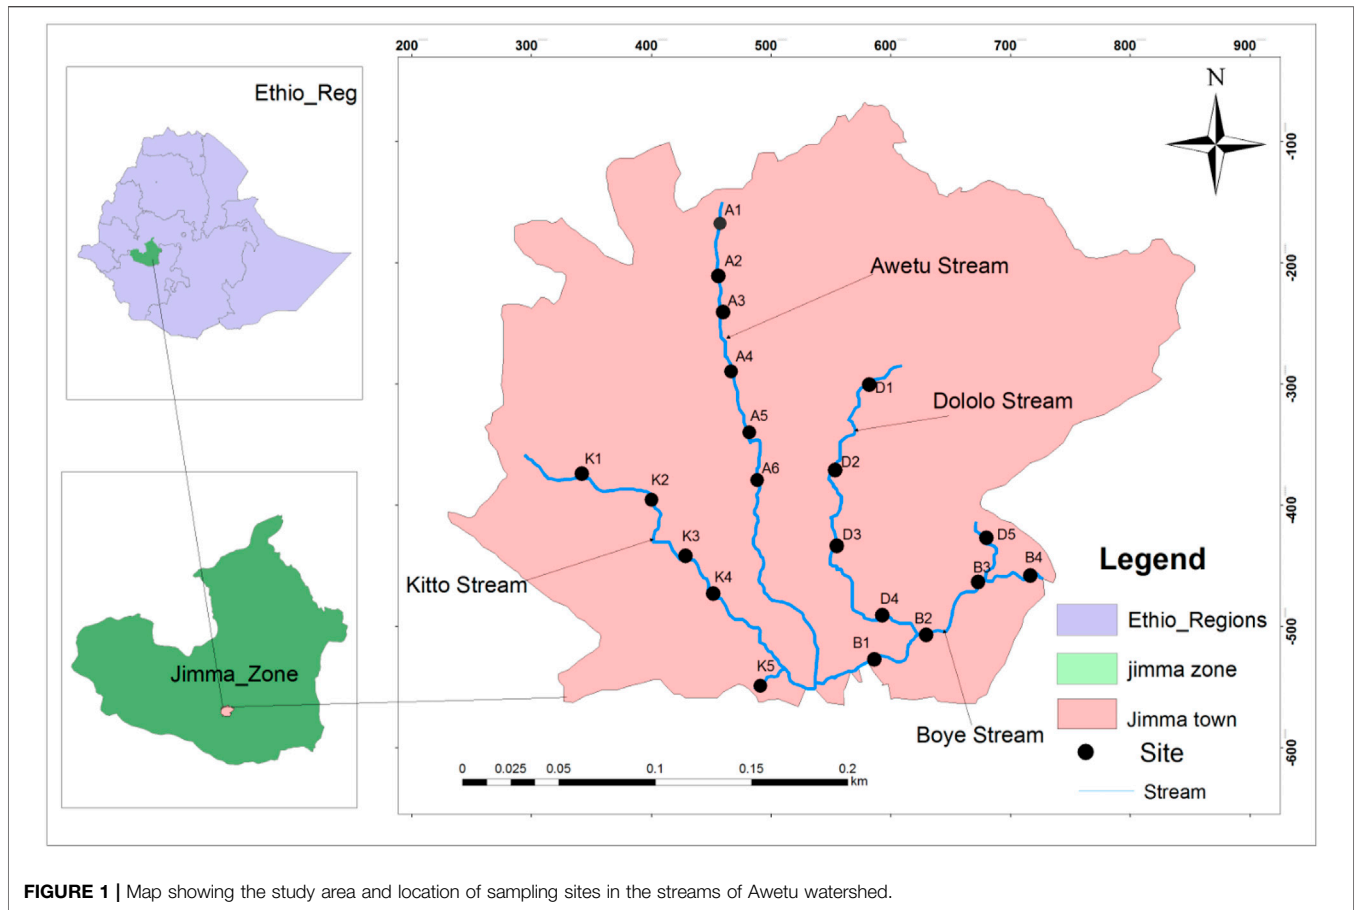 Ethio_Reg
Jimma_Zone
200 300 400 500 600 700 800 900
-100
-200
-300
-400
-500
-600
N
A1
A2
A3
Awetu Stream
A4
D1
Dololo Stream
A5
K1
A6
D2
K2
K3
D3
D5
B4
B3
Kitto Stream
K4
D4
B2
B1
K5
Boye Stream
Legend
Ethio_Regions
jimma zone
Jimma town
Site
Stream
0 0.025 0.05 0.1 0.15 0.2
km
FIGURE 1 | Map showing the study area and location of sampling sites in the streams of Awetu watershed.